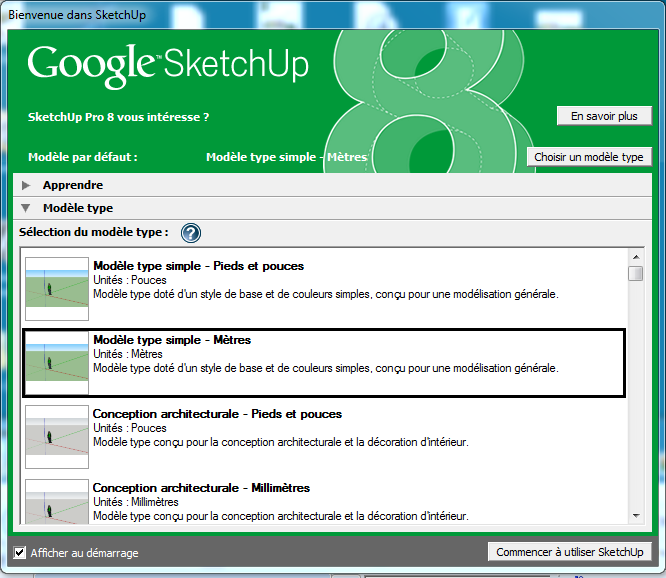 Bienvenue dans SketchUp
Google™ SketchUp
8
SketchUp Pro 8 vous intéresse ?
En savoir plus
Modèle par défaut : Modèle type simple - Mètres
Choisir un modèle type
Apprendre
Modèle type
Sélection du modèle type : ?
Modèle type simple - Pieds et pouces
Unités : Pouces
Modèle type doté d'un style de base et de couleurs simples, conçu pour une modélisation générale.
Modèle type simple - Mètres
Unités : Mètres
Modèle type doté d'un style de base et de couleurs simples, conçu pour une modélisation générale.
Conception architecturale - Pieds et pouces
Unités : Pouces
Modèle type conçu pour la conception architecturale et la décoration d'intérieur.
Conception architecturale - Millimètres
Unités : Millimètres
Modèle type conçu pour la conception architecturale et la décoration d'intérieur.
Afficher au démarrage
Commencer à utiliser SketchUp